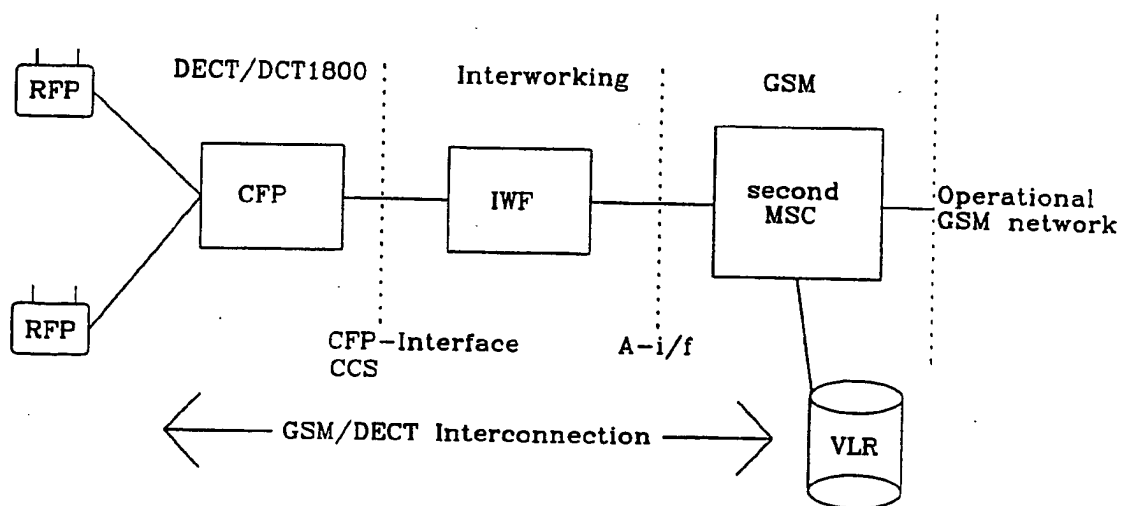 DECT/DCT1800
Interworking
GSM
RFP
CFP
IWF
second
MSC
Operational
GSM network
RFP
CFP-Interface
CCS
A-i/f
GSM/DECT Interconnection
VLR